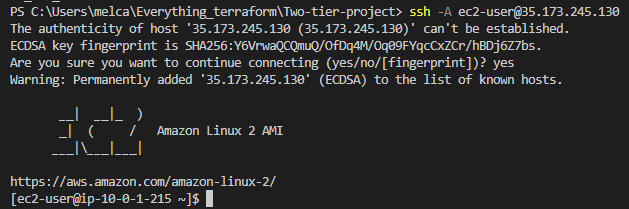 PS C:\Users\melca\Everything_terraform\Two-tier-project> ssh -A ec2-user@35.173.245.130
The authenticity of host '35.173.245.130 (35.173.245.130)' can't be established.
ECDSA key fingerprint is SHA256:Y6VrwaQCQmuQ/OfDq4M/Oq09FYqcCxZCr/hBDj6Z7bs.
Are you sure you want to continue connecting (yes/no/[fingerprint])? yes
Warning: Permanently added '35.173.245.130' (ECDSA) to the list of known hosts.
__|  __|_  )
_|  (     /   Amazon Linux 2 AMI
___|\___|___|
https://aws.amazon.com/amazon-linux-2/
[ec2-user@ip-10-0-1-215 ~]$